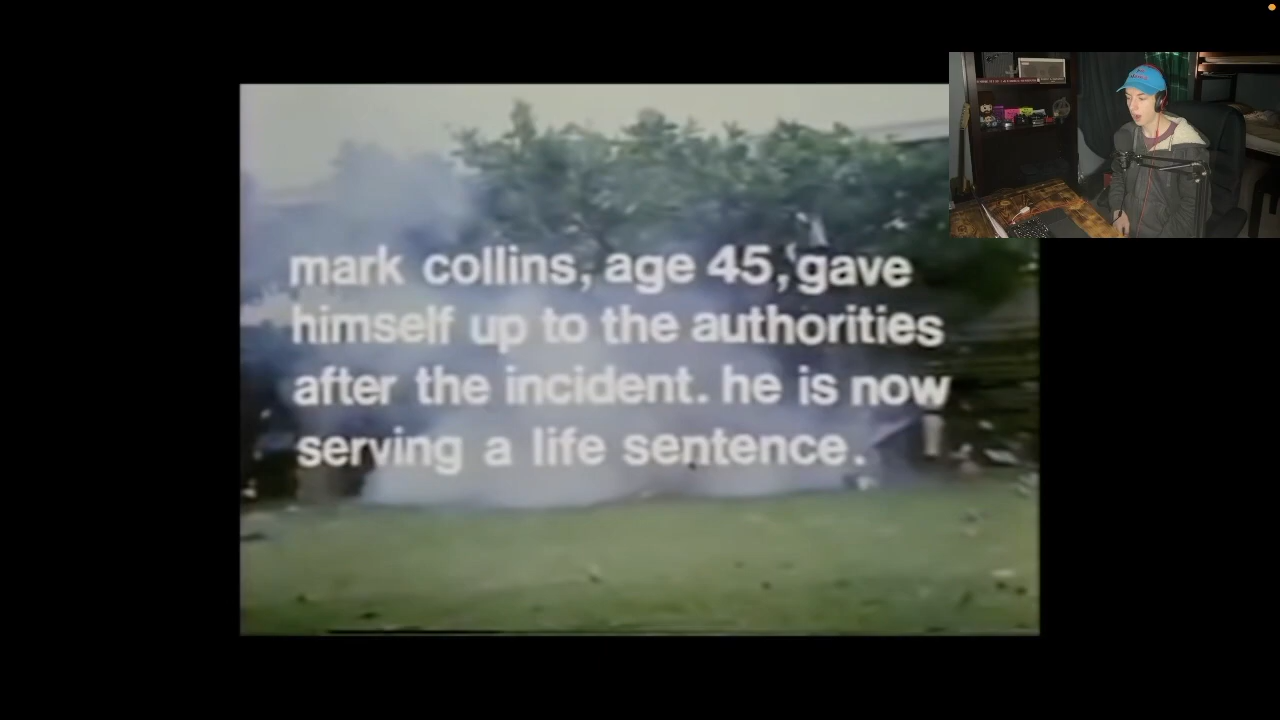 mark collins, age 45, gave
himself up to the authorities
after the incident. he is now
serving a life sentence.